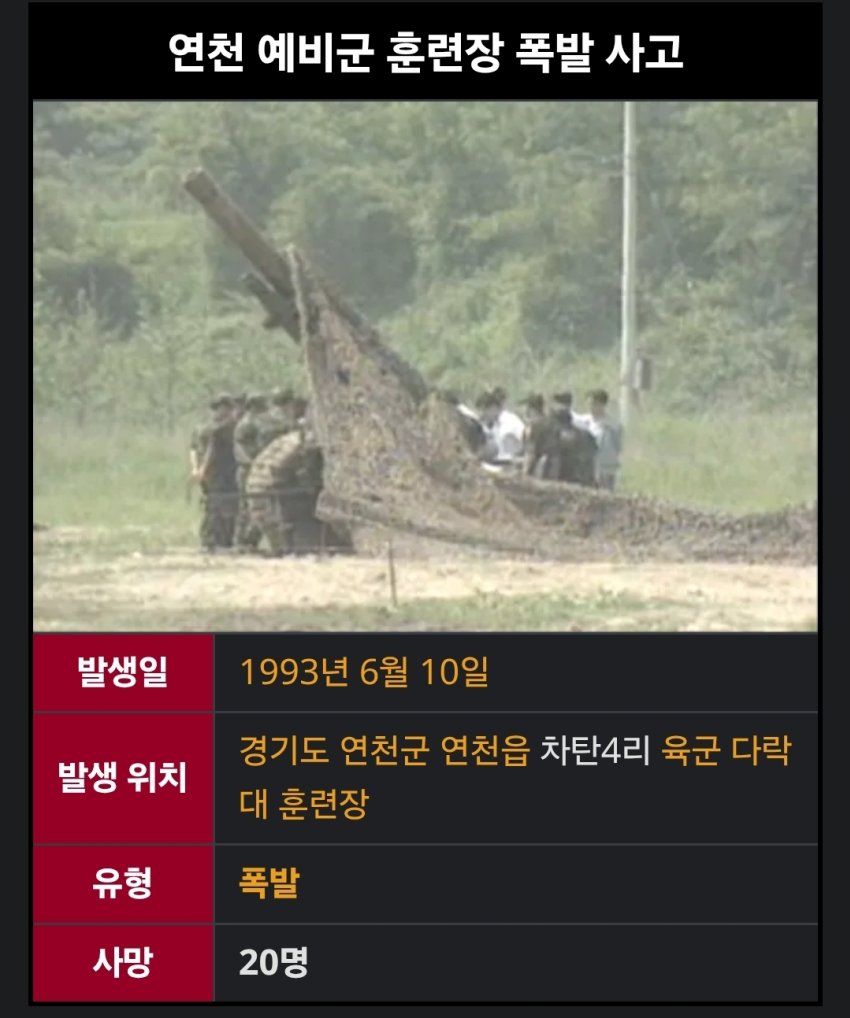 연천 예비군 훈련장 폭발 사고
발생일
1993년 6월 10일
발생 위치
경기도 연천군 연천읍 차탄4리 육군 다락
대 훈련장
유형
폭발
사망
20명